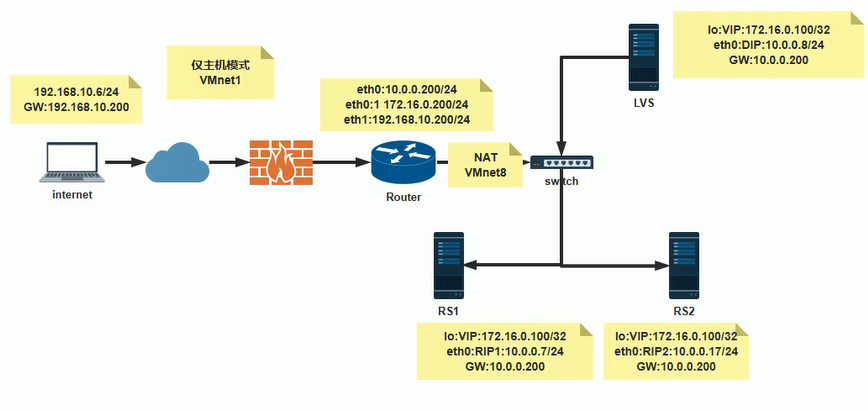 lo:VIP:172.16.0.100/32
eth0:DIP:10.0.0.8/24
GW:10.0.0.200
LVS
仅主机模式
VMnet1
192.168.10.6/24
GW:192.168.10.200
eth0:10.0.0.200/24
eth0:1 172.16.0.200/24
eth1:192.168.10.200/24
internet
Router
NAT
VMnet8
switch
RS1
RS2
lo:VIP:172.16.0.100/32
eth0:RIP1:10.0.0.7/24
GW:10.0.0.200
lo:VIP:172.16.0.100/32
eth0:RIP2:10.0.0.17/24
GW:10.0.0.200